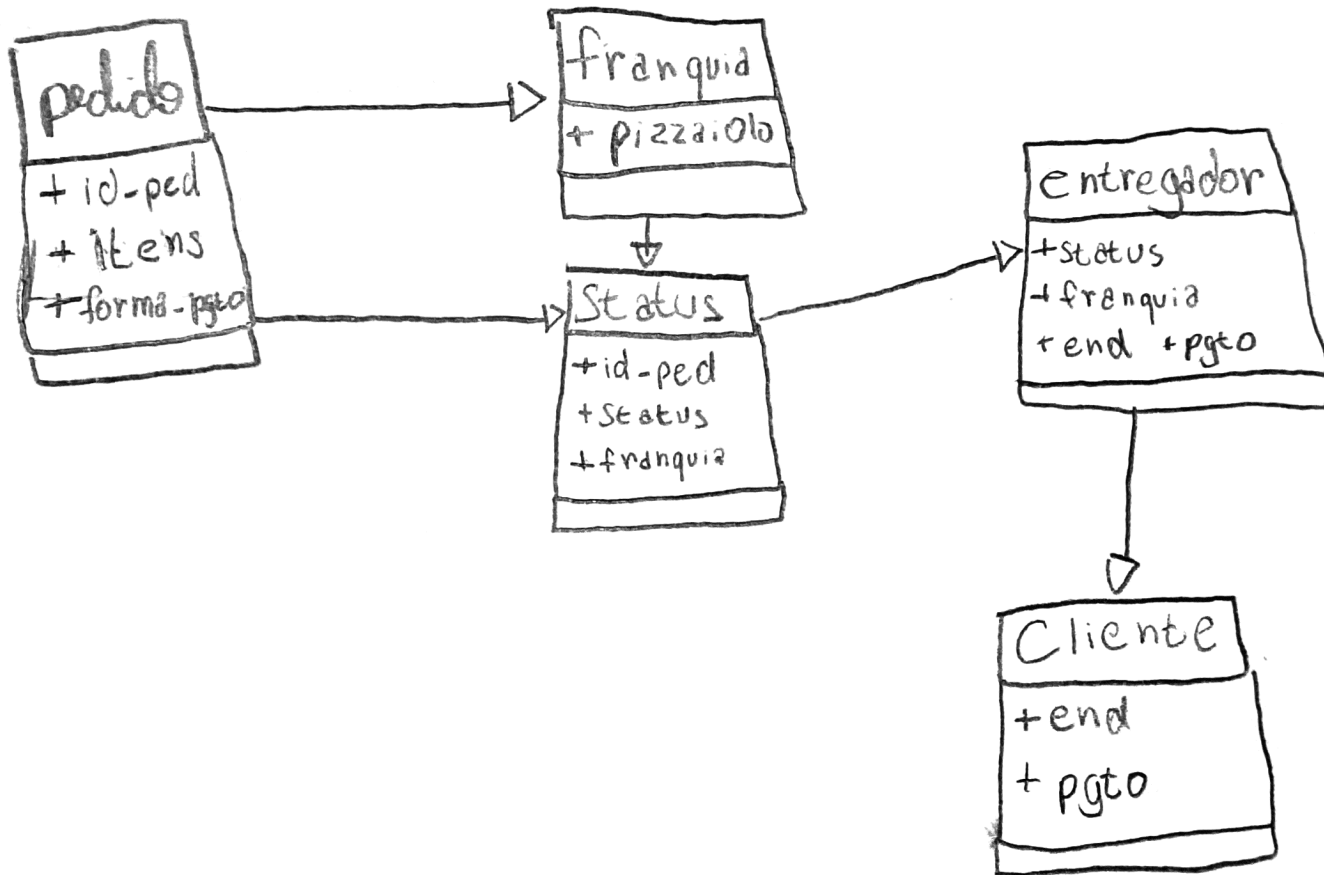 pedido
+ id-ped
+ itens
+ forma-pgto
franquia
+ pizzaiolo
Status
+ id-ped
+ status
+ franquia
entregador
+ status
+ franquia
+ end + pgto
Cliente
+ end
+ pgto